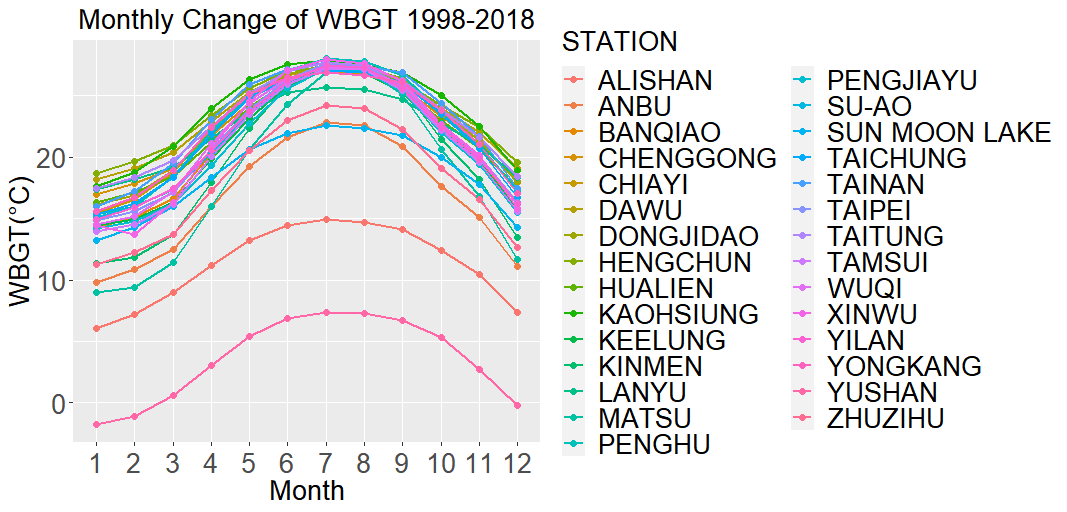 Monthly Change of WBGT 1998-2018
WBGT(°C)
20
10
0
1 2 3 4 5 6 7 8 9 10 11 12
Month
STATION
ALISHAN
ANBU
BANQIAO
CHENGGONG
CHIAYI
DAWU
DONGJIDAO
HENGCHUN
HUALIEN
KAOHSIUNG
KEELUNG
KINMEN
LANYU
MATSU
PENGHU
PENGJIAYU
SU-AO
SUN MOON LAKE
TAICHUNG
TAINAN
TAIPEI
TAITUNG
TAMSUI
WUQI
XINWU
YILAN
YONGKANG
YUSHAN
ZHUZIHU